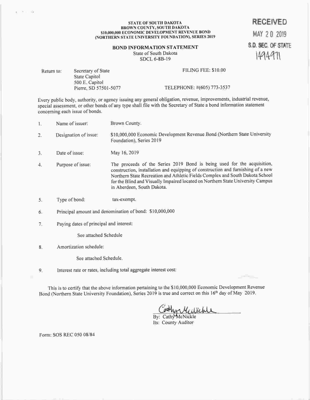 STATE OF SOUTH DAKOTA
BROWN COUNTY, SOUTH DAKOTA
$10,000,000 ECONOMIC DEVELOPMENT REVENUE BOND
(NORTHERN STATE UNIVERSITY FOUNDATION), SERIES 2019
RECEIVED
MAY 20 2019
S.D. SEC. OF STATE
BOND INFORMATION STATEMENT
State of South Dakota
SDCL 6-8B-19
Return to: Secretary of State FILING FEE: $10.00
State Capitol
500 E. Capitol
Pierre, SD 57501-5077 TELEPHONE: #(605) 773-3537
Every public body, authority, or agency issuing any general obligation, revenue, improvements, industrial revenue,
special assessment, or other bonds of any type shall file with the Secretary of State a bond information statement
concerning each issue of bonds.
1. Name of issuer: Brown County.
2. Designation of issue: $10,000,000 Economic Development Revenue Bond (Northern State University
Foundation), Series 2019
3. Date of issue: May 16, 2019
4. Purpose of issue: The proceeds of the Series 2019 Bond is being used for the acquisition,
construction, installation and equipping of construction and furnishing of a new
Northern State Recreation and Athletic Fields Complex and South Dakota School
for the Blind and Visually Impaired located on Northern State University Campus
in Aberdeen, South Dakota.
5. Type of bond: tax-exempt.
6. Principal amount and denomination of bond: $10,000,000
7. Paying dates of principal and interest:
See attached Schedule
8. Amortization schedule:
See attached Schedule.
9. Interest rate or rates, including total aggregate interest cost.
This is to certify that the above information pertaining to the $10,000,000 Economic Development Revenue
Bond (Northern State University Foundation), Series 2019 is true and correct on this 16th day of May 2019.
By: Cathy McNickle
Its: County Auditor
Form: SOS REC 050 08/84